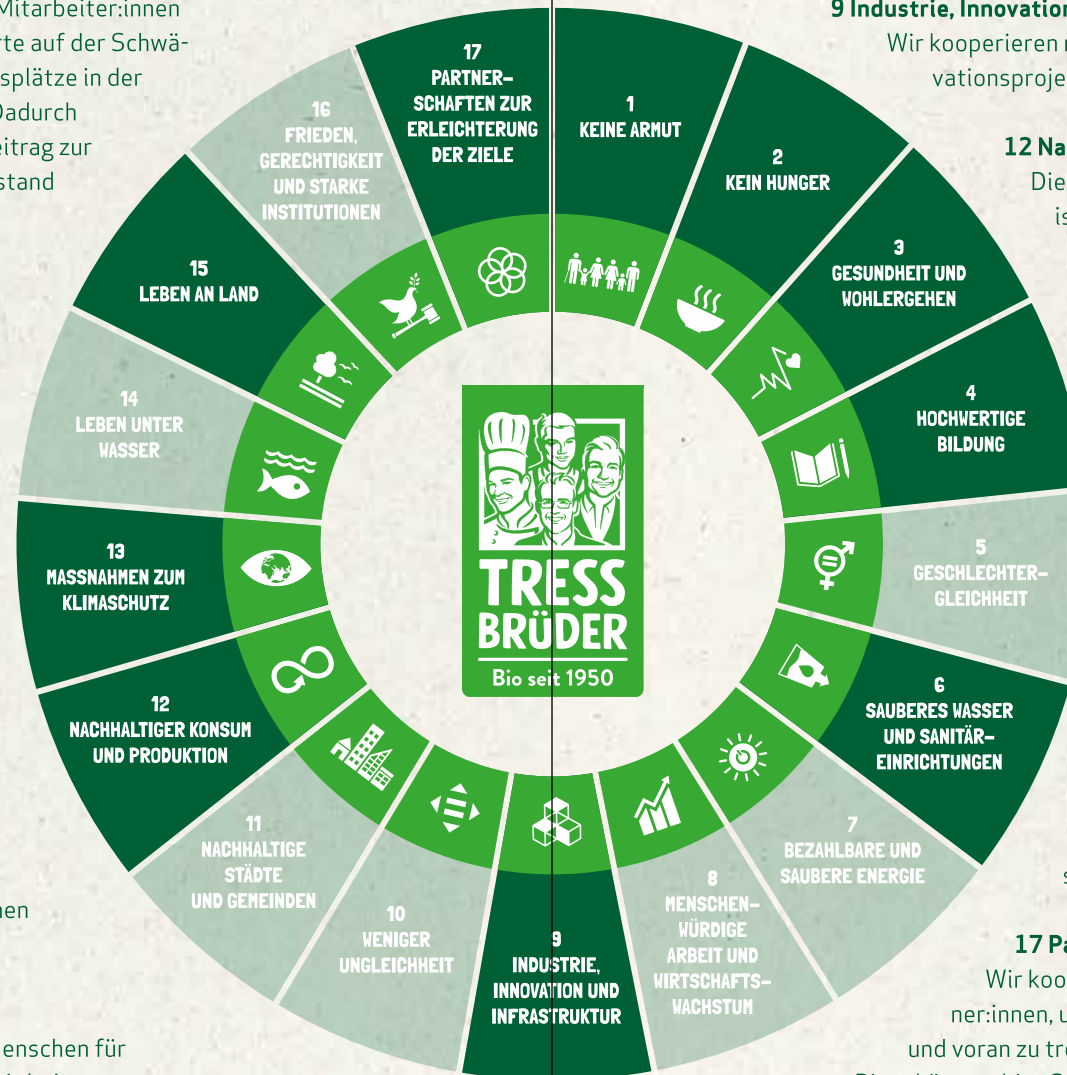 Mitarbeiter:innen
rte auf der Schwä-
splätze in der
Dadurch
eitrag zur
stand
9 Industrie, Innovation
Wir kooperieren
vationsproje
12 Na
Die
17
PARTNER-
SCHAFTEN ZUR
ERLEICHTERUNG
DER ZIELE
1
KEINE ARMUT
2
KEIN HUNGER
3
GESUNDHEIT UND
WOHLERGEHEN
4
HOCHWERTIGE
BILDUNG
5
GESCHLECHTER-
GLEICHHEIT
6
SAUBERES WASSER
UND SANITÄR-
EINRICHTUNGEN
7
BEZAHLBARE UND
SAUBERE ENERGIE
8
MENSCHEN-
WÜRDIGE
ARBEIT UND
WIRTSCHAFTS-
WACHSTUM
9
INDUSTRIE,
INNOVATION UND
INFRASTRUKTUR
10
WENIGER
UNGLEICHHEIT
11
NACHHALTIGE
STÄDTE
UND GEMEINDEN
12
NACHHALTIGER KONSUM
UND PRODUKTION
13
MASSNAHMEN ZUM
KLIMASCHUTZ
14
LEBEN UNTER
WASSER
15
LEBEN AN LAND
16
FRIEDEN,
GERECHTIGKEIT
UND STARKE
INSTITUTIONEN
TRESS
BRÜDER
Bio seit 1950
nen
enschen für
17 Pa
Wir koo
ner:innen, u
und voran zu tr